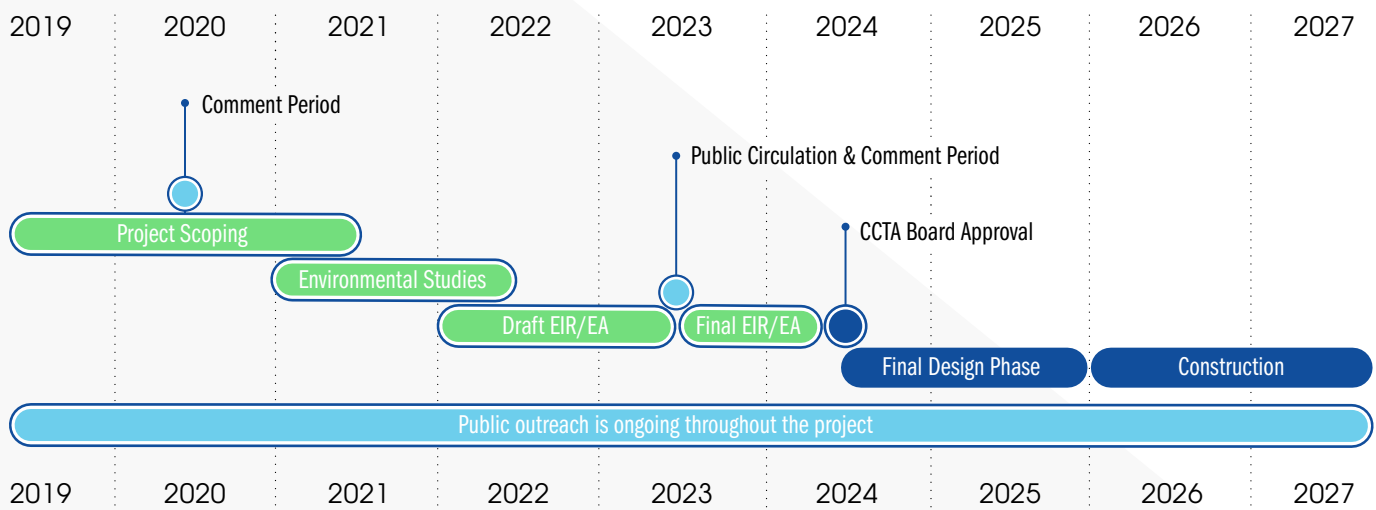 2019 2020 2021 2022 2023 2024 2025 2026 2027
Comment Period
Public Circulation & Comment Period
Project Scoping
CCTA Board Approval
Environmental Studies
Draft EIR/EA
Final EIR/EA
Final Design Phase
Construction
Public outreach is ongoing throughout the project
2019 2020 2021 2022 2023 2024 2025 2026 2027